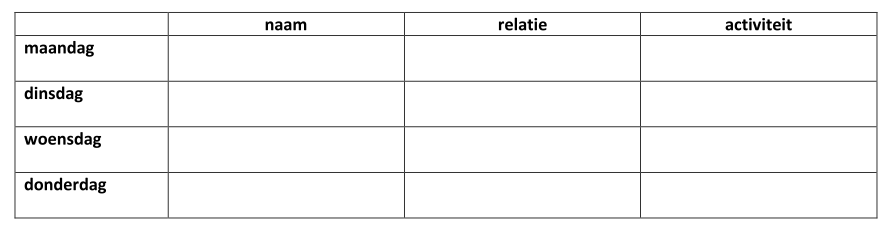 naam relatie activiteit
maandag
dinsdag
woensdag
donderdag